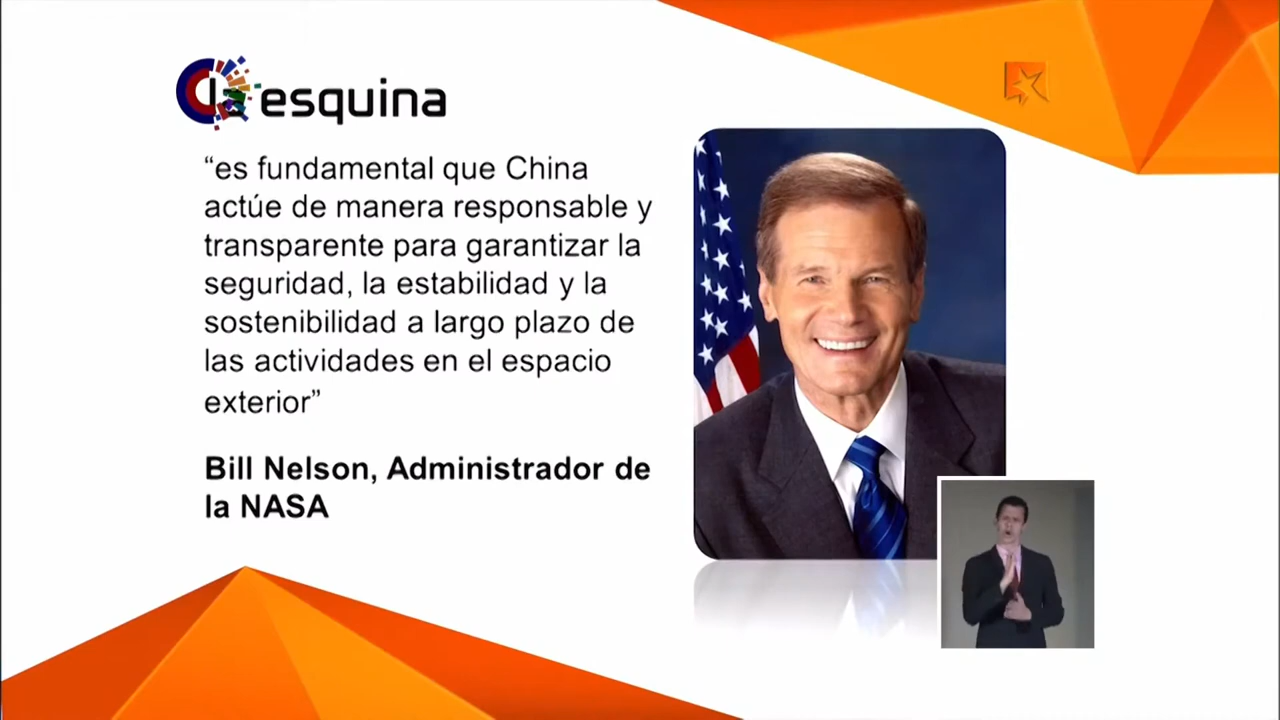 La esquina
“es fundamental que China
actúe de manera responsable y
transparente para garantizar la
seguridad, la estabilidad y la
sostenibilidad a largo plazo de
las actividades en el espacio
exterior”
Bill Nelson, Administrador de
la NASA